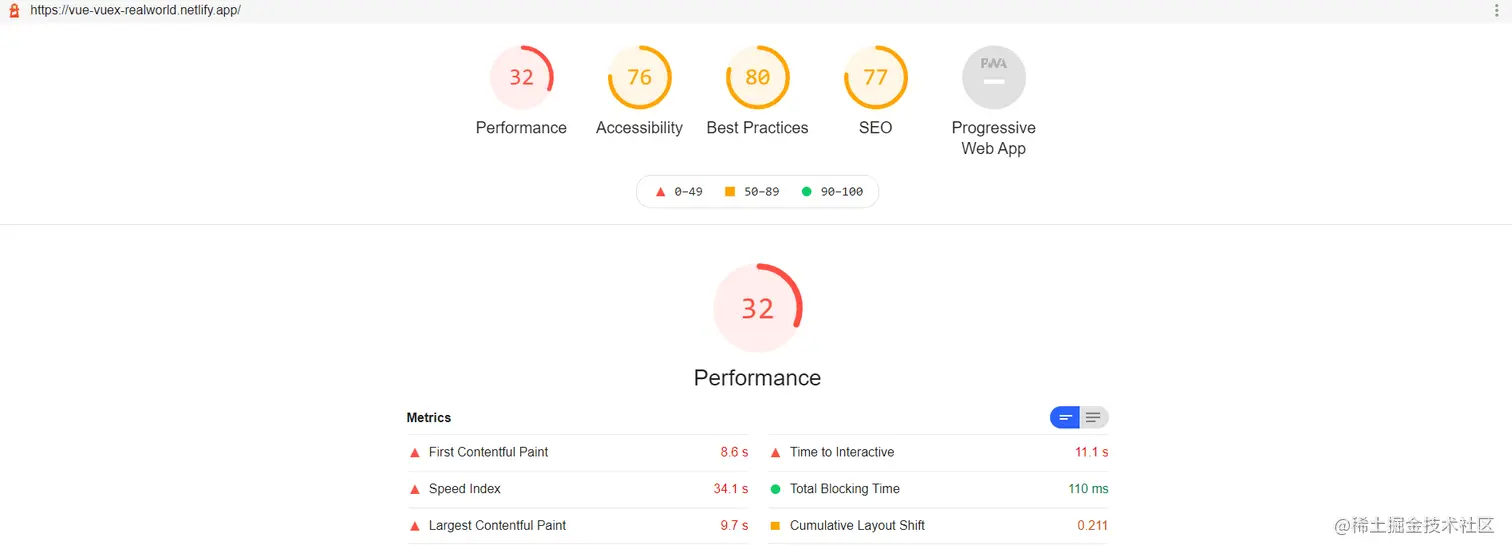 https://vue-vuex-realworld.netlify.app/
32 76 80 77 PWA
Performance Accessibility Best Practices SEO Progressive
Web App
0–49 50–89 90–100
32
Performance
Metrics
First Contentful Paint 8.6 s Time to Interactive 11.1 s
Speed Index 34.1 s Total Blocking Time 110 ms
Largest Contentful Paint 9.7 s Cumulative Layout Shift 0.211
@稀土掘金技术社区